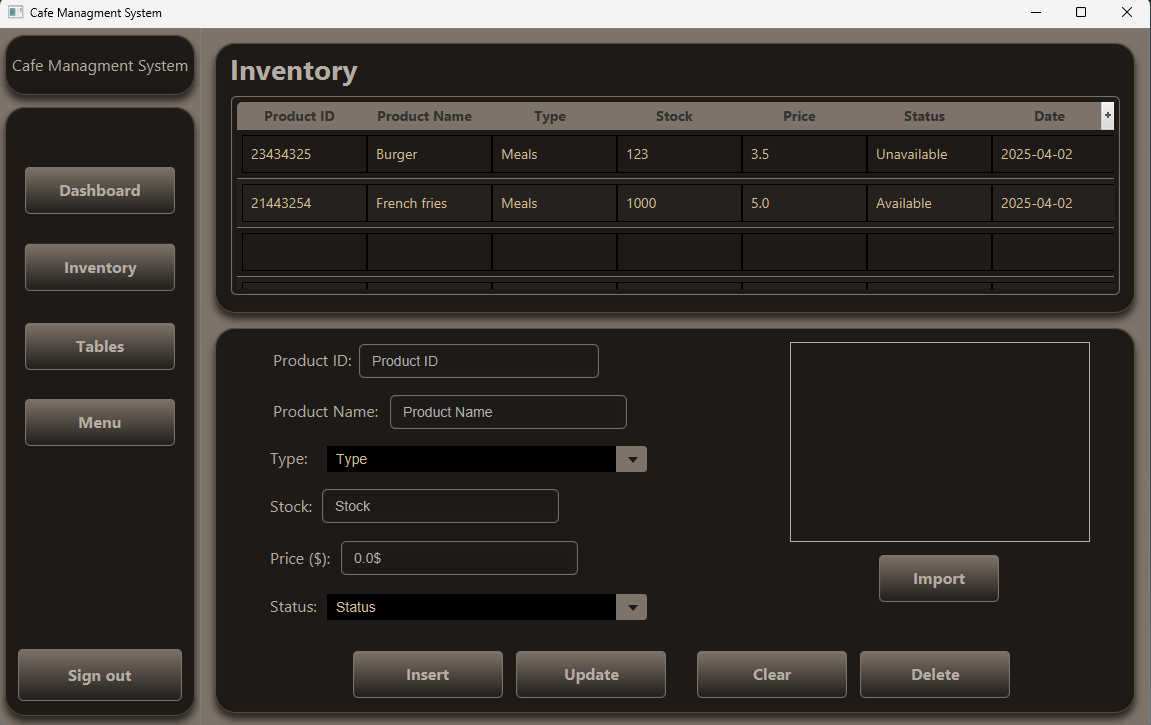 Cafe Managment System
Cafe Managment System
Dashboard
Inventory
Tables
Menu
Sign out
Inventory
Product ID Product Name Type Stock Price Status Date +
23434325 Burger Meals 123 3.5 Unavailable 2025-04-02
21443254 French fries Meals 1000 5.0 Available 2025-04-02
Product ID: Product ID
Product Name: Product Name
Type: Type
Stock: Stock
Price ($): 0.0$
Status: Status
Import
Insert Update Clear Delete